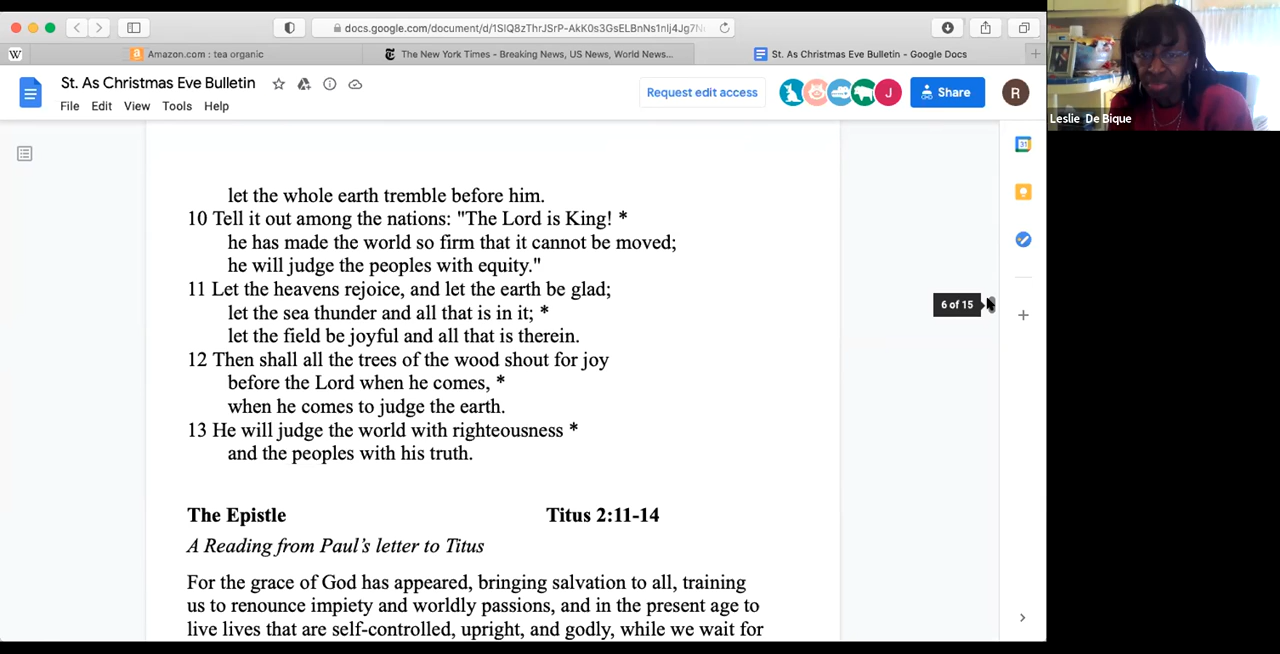 docs.google.com/document/d/1SIQ8zThrJSrP-AkK0s3GsELBnNs1nIj4Jg7N
W
Amazon.com : tea organic
The New York Times - Breaking News, US News, World News...
St. As Christmas Eve Bulletin - Google Docs
St. As Christmas Eve Bulletin
File Edit View Tools Help
Request edit access
J
Share
R
Leslie De Bique
31
let the whole earth tremble before him.
10 Tell it out among the nations: "The Lord is King! *
he has made the world so firm that it cannot be moved;
he will judge the peoples with equity."
11 Let the heavens rejoice, and let the earth be glad;
let the sea thunder and all that is in it; *
let the field be joyful and all that is therein.
6 of 15
12 Then shall all the trees of the wood shout for joy
before the Lord when he comes, *
when he comes to judge the earth.
13 He will judge the world with righteousness *
and the peoples with his truth.
The Epistle Titus 2:11-14
A Reading from Paul’s letter to Titus
For the grace of God has appeared, bringing salvation to all, training
us to renounce impiety and worldly passions, and in the present age to
live lives that are self-controlled, upright, and godly, while we wait for